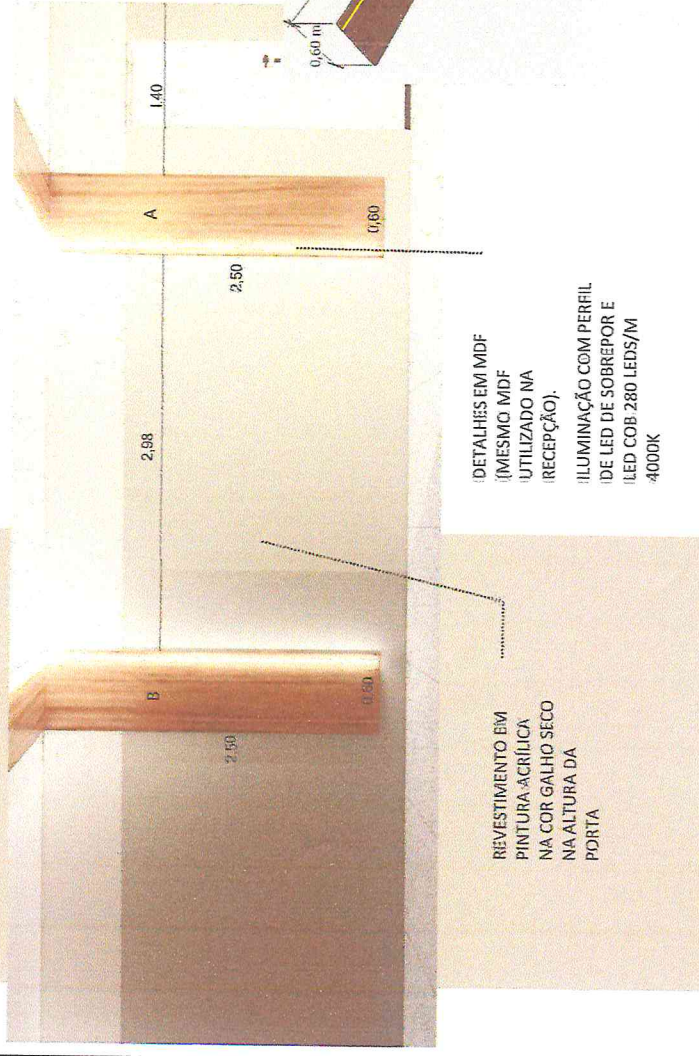 0,60 m
1,40
2,98
A
B
2,50
2,50
0,60
0,60
DETALHES EM MDF
(MESMO MDF
UTILIZADO NA
RECEPÇÃO).
ILUMINAÇÃO COM PERFIL
DE LED DE SOBREPOR E
LED COB 280 LEDS/M
4000K
REVESTIMENTO EM
PINTURA ACRÍLICA
NA COR GALHO SECO
NA ALTURA DA
PORTA